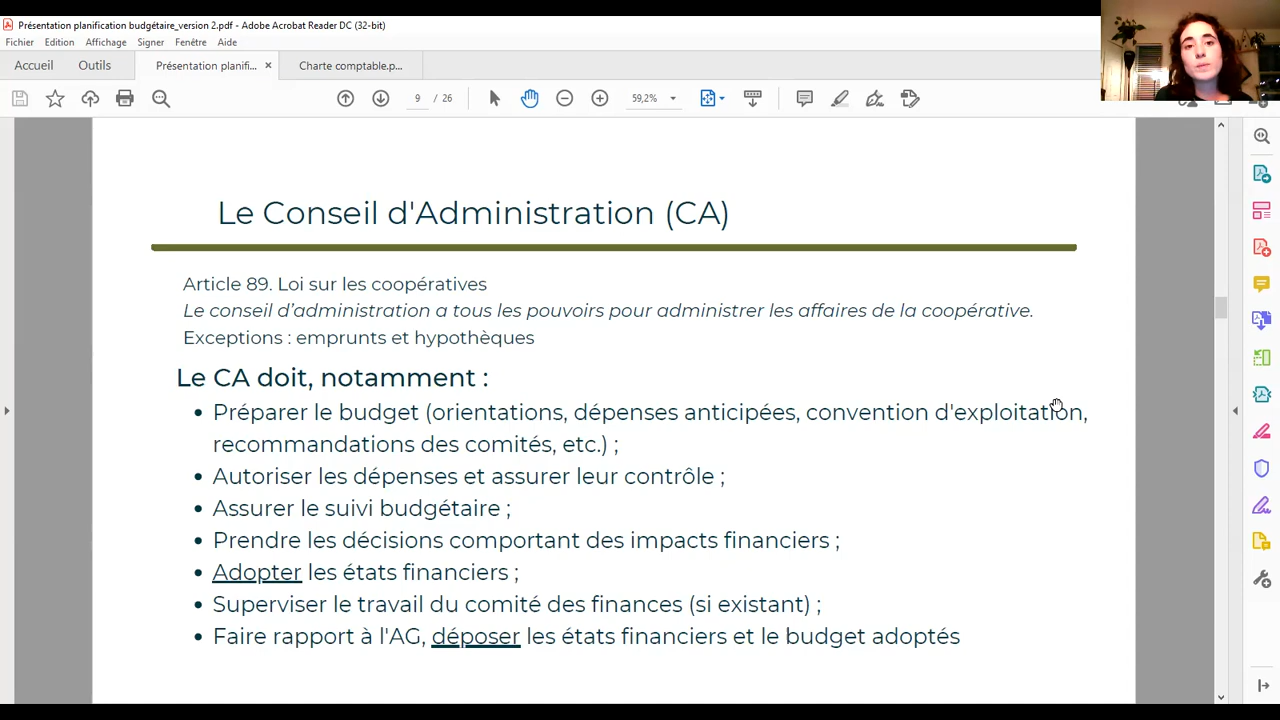 Présentation planification budgétaire_version 2.pdf - Adobe Acrobat Reader DC (32-bit)
Fichier Edition Affichage Signer Fenêtre Aide
Accueil Outils Présentation planifi... × Charte comptable.p...
9 59,2%
Le Conseil d'Administration (CA)
Article 89. Loi sur les coopératives
Le conseil d’administration a tous les pouvoirs pour administrer les affaires de la coopérative.
Exceptions : emprunts et hypothèques
Le CA doit, notamment :
• Préparer le budget (orientations, dépenses anticipées, convention d'exploitation,
recommandations des comités, etc.) ;
• Autoriser les dépenses et assurer leur contrôle ;
• Assurer le suivi budgétaire ;
• Prendre les décisions comportant des impacts financiers ;
• Adopter les états financiers ;
• Superviser le travail du comité des finances (si existant) ;
• Faire rapport à l'AG, déposer les états financiers et le budget adoptés